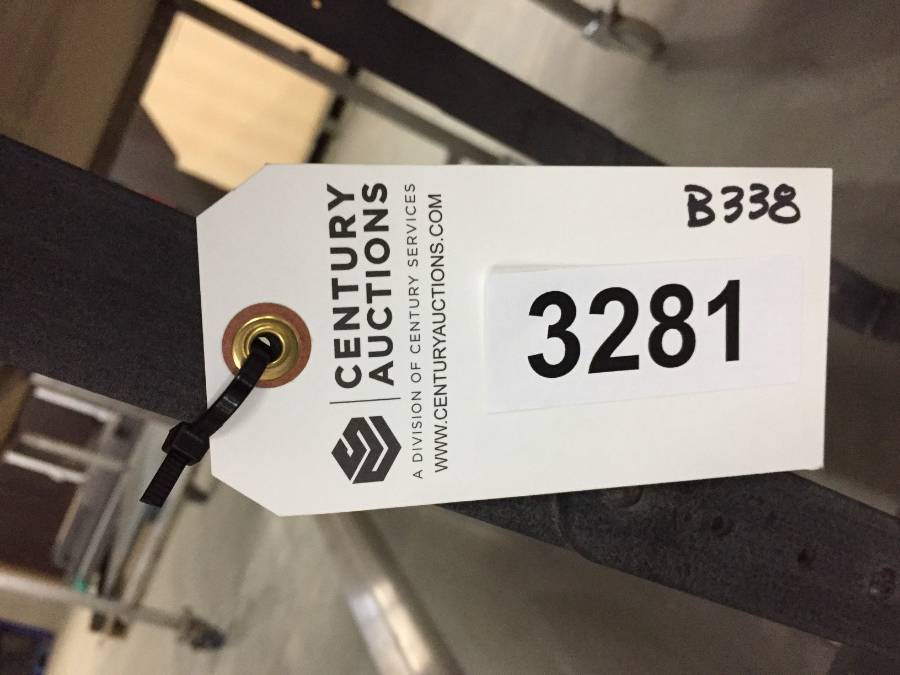 CENTURY
AUCTIONS
A DIVISION OF CENTURY SERVICES
WWW.CENTURYAUCTIONS.COM
B338
3281